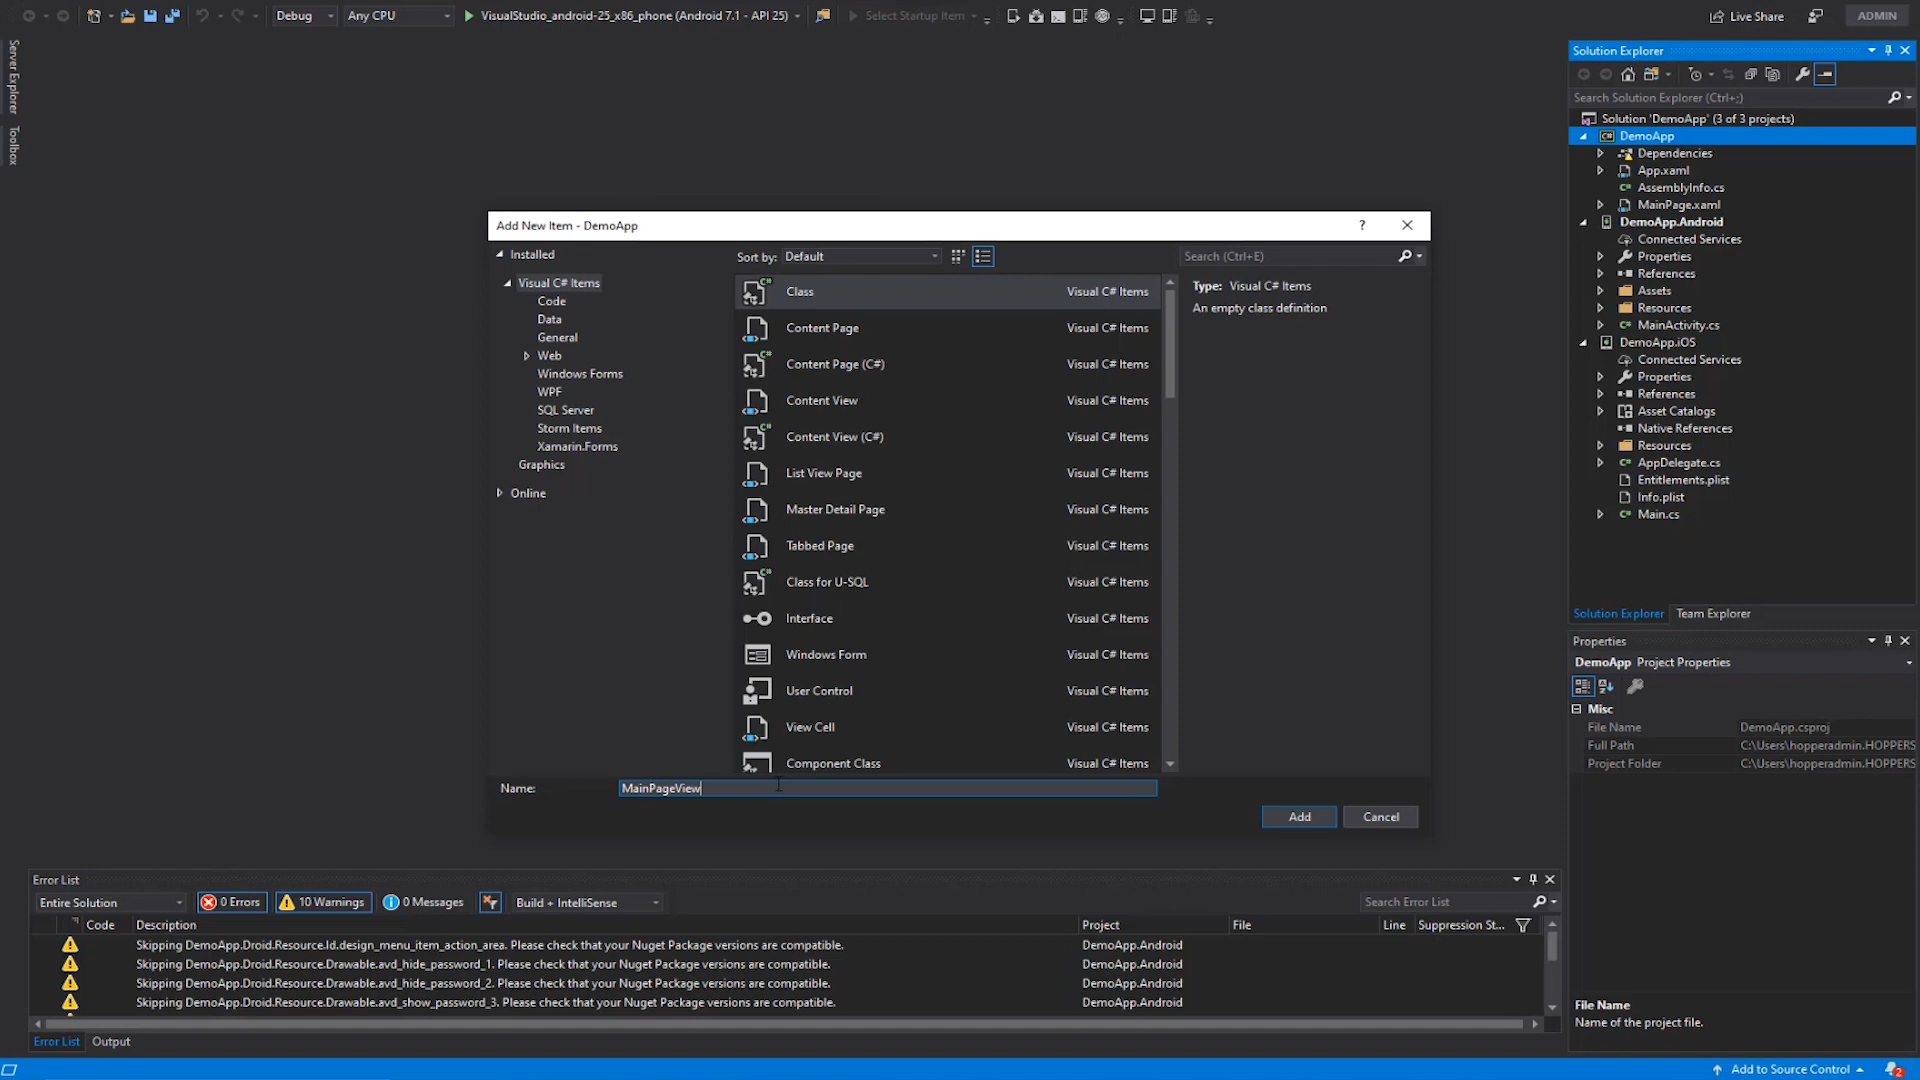 Debug
Any CPU
VisualStudio_android-25_x86_phone (Android 7.1 - API 25)
Select Startup Item
Live Share
ADMIN
Server Explorer
Toolbox
Add New Item - DemoApp
?
Installed
Visual C# Items
Code
Data
General
Web
Windows Forms
WPF
SQL Server
Storm Items
Xamarin.Forms
Graphics
Online
Sort by: Default
Search (Ctrl+E)
Class Visual C# Items
Content Page Visual C# Items
Content Page (C#) Visual C# Items
Content View Visual C# Items
Content View (C#) Visual C# Items
List View Page Visual C# Items
Master Detail Page Visual C# Items
Tabbed Page Visual C# Items
Class for U-SQL Visual C# Items
Interface Visual C# Items
Windows Form Visual C# Items
User Control Visual C# Items
View Cell Visual C# Items
Component Class Visual C# Items
Type: Visual C# Items
An empty class definition
Name: MainPageView
Add Cancel
Solution Explorer
Search Solution Explorer (Ctrl+;)
Solution 'DemoApp' (3 of 3 projects)
DemoApp
Dependencies
App.xaml
AssemblyInfo.cs
MainPage.xaml
DemoApp.Android
Connected Services
Properties
References
Assets
Resources
MainActivity.cs
DemoApp.iOS
Connected Services
Properties
References
Asset Catalogs
Native References
Resources
AppDelegate.cs
Entitlements.plist
Info.plist
Main.cs
Solution Explorer Team Explorer
Properties
DemoApp Project Properties
Misc
File Name DemoApp.csproj
Full Path C:\Users\hopperadmin.HOPPERS
Project Folder C:\Users\hopperadmin.HOPPERS
File Name
Name of the project file.
Error List
Entire Solution 0 Errors 10 Warnings 0 Messages Build + IntelliSense Search Error List
Code Description Project File Line Suppression St...
Skipping DemoApp.Droid.Resource.Id.design_menu_item_action_area. Please check that your Nuget Package versions are compatible. DemoApp.Android
Skipping DemoApp.Droid.Resource.Drawable.avd_hide_password_1. Please check that your Nuget Package versions are compatible. DemoApp.Android
Skipping DemoApp.Droid.Resource.Drawable.avd_hide_password_2. Please check that your Nuget Package versions are compatible. DemoApp.Android
Skipping DemoApp.Droid.Resource.Drawable.avd_show_password_3. Please check that your Nuget Package versions are compatible. DemoApp.Android
Error List Output
Add to Source Control
2